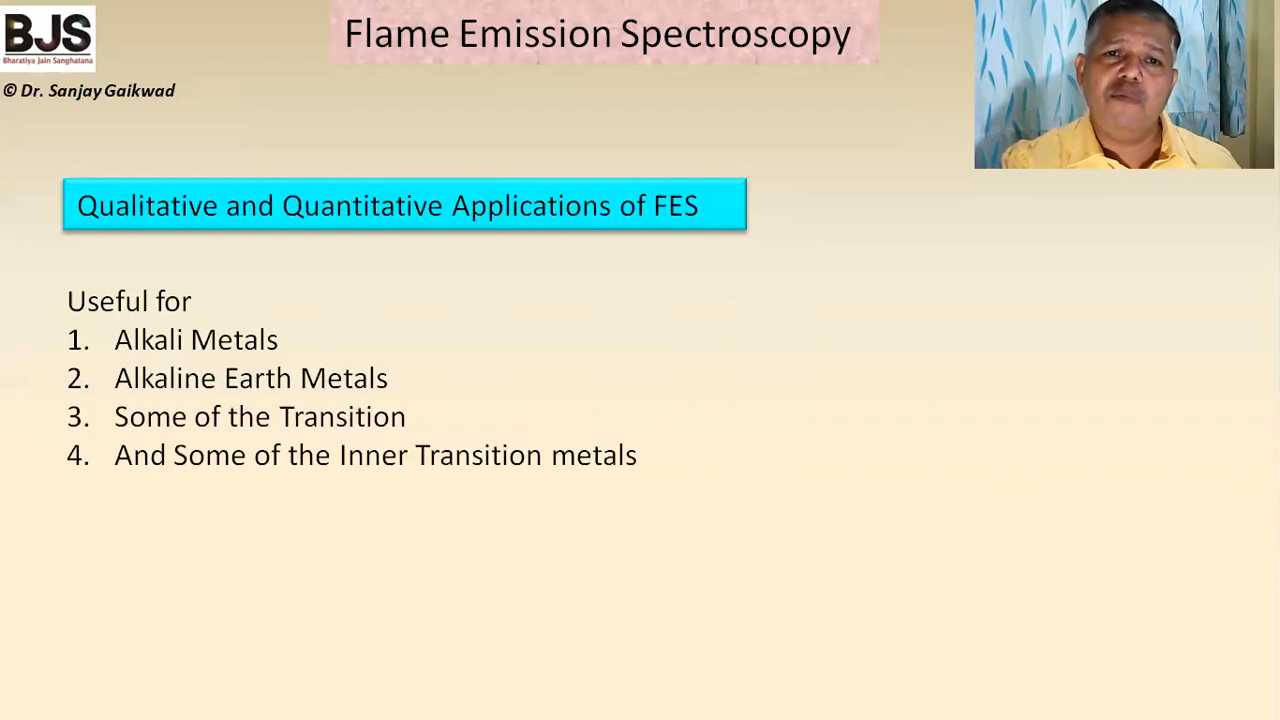 BJS
Bharatiya Jain Sanghatana
Flame Emission Spectroscopy
© Dr. Sanjay Gaikwad
Qualitative and Quantitative Applications of FES
Useful for
1. Alkali Metals
2. Alkaline Earth Metals
3. Some of the Transition
4. And Some of the Inner Transition metals